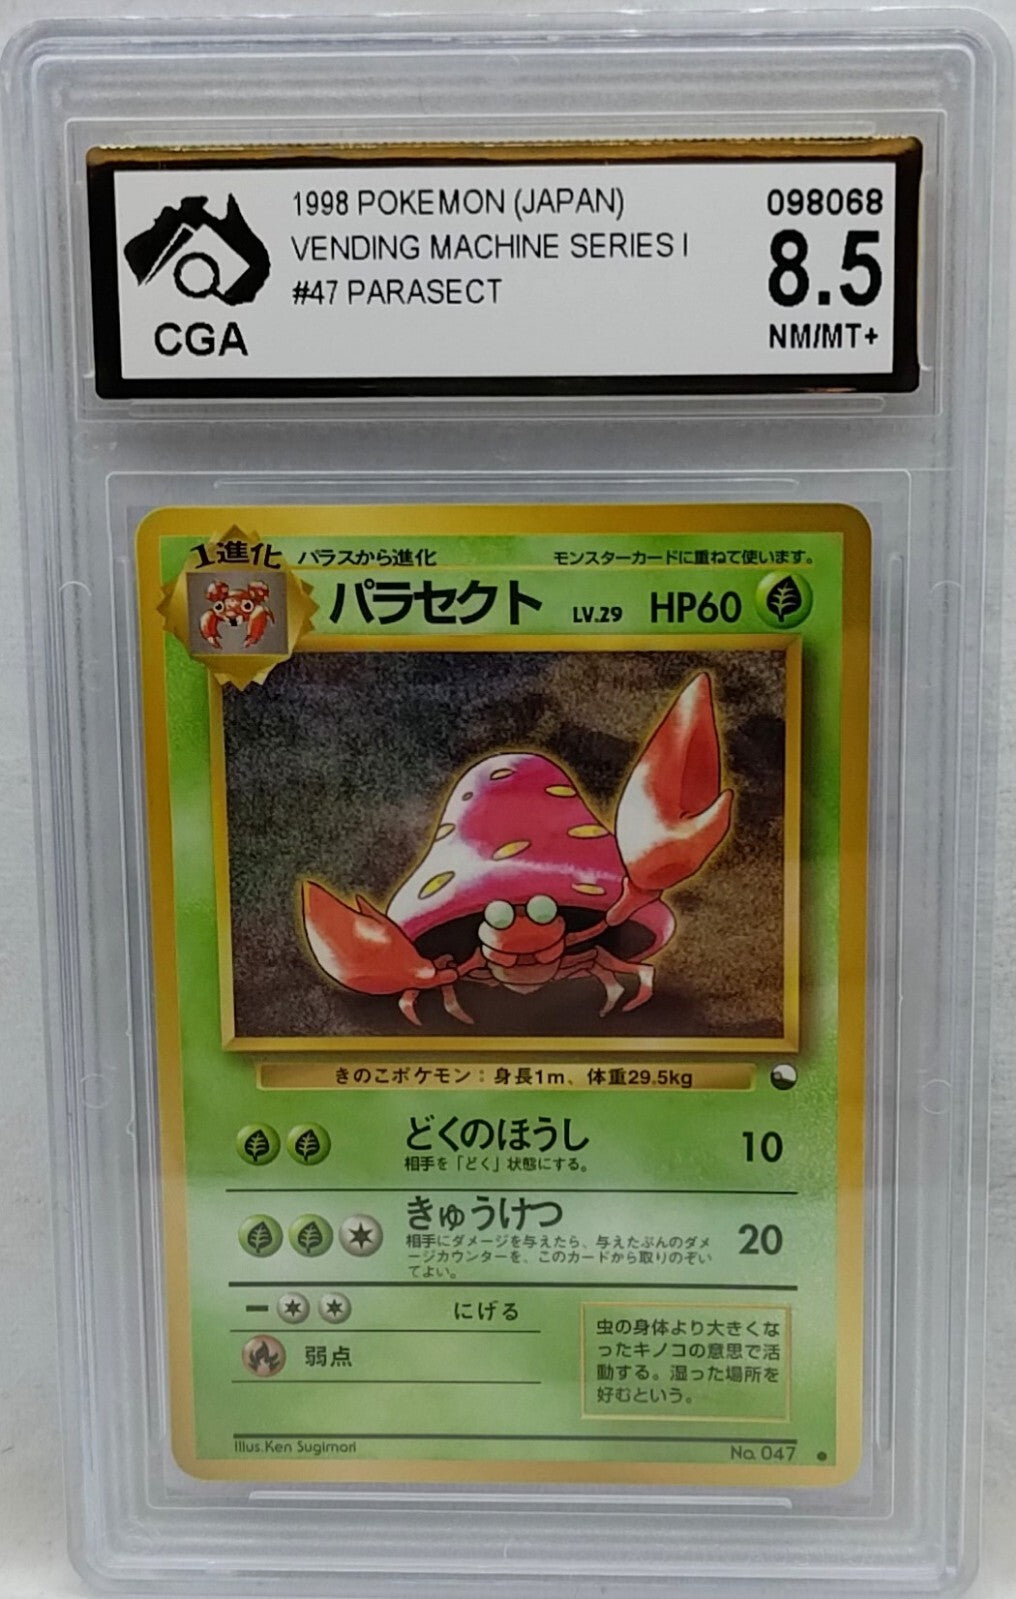 1998 POKEMON (JAPAN)
VENDING MACHINE SERIES I
#47 PARASECT
098068
8.5
NM/MT+
CGA
1進化 パラスから進化 モンスターカードに重ねて使います。
パラセクト LV.29 HP60
きのこポケモン：身長1m、体重29.5kg
どくのほうし 10
相手を「どく」状態にする。
きゅうけつ 20
相手にダメージを与えたら、与えたぶんのダメ
ージカウンターを、このカードから取りのぞい
てよい。
にげる
弱点
虫の身体より大きくな
ったキノコの意思で活
動する。湿った場所を
好むという。
Illus.Ken Sugimori
No. 047